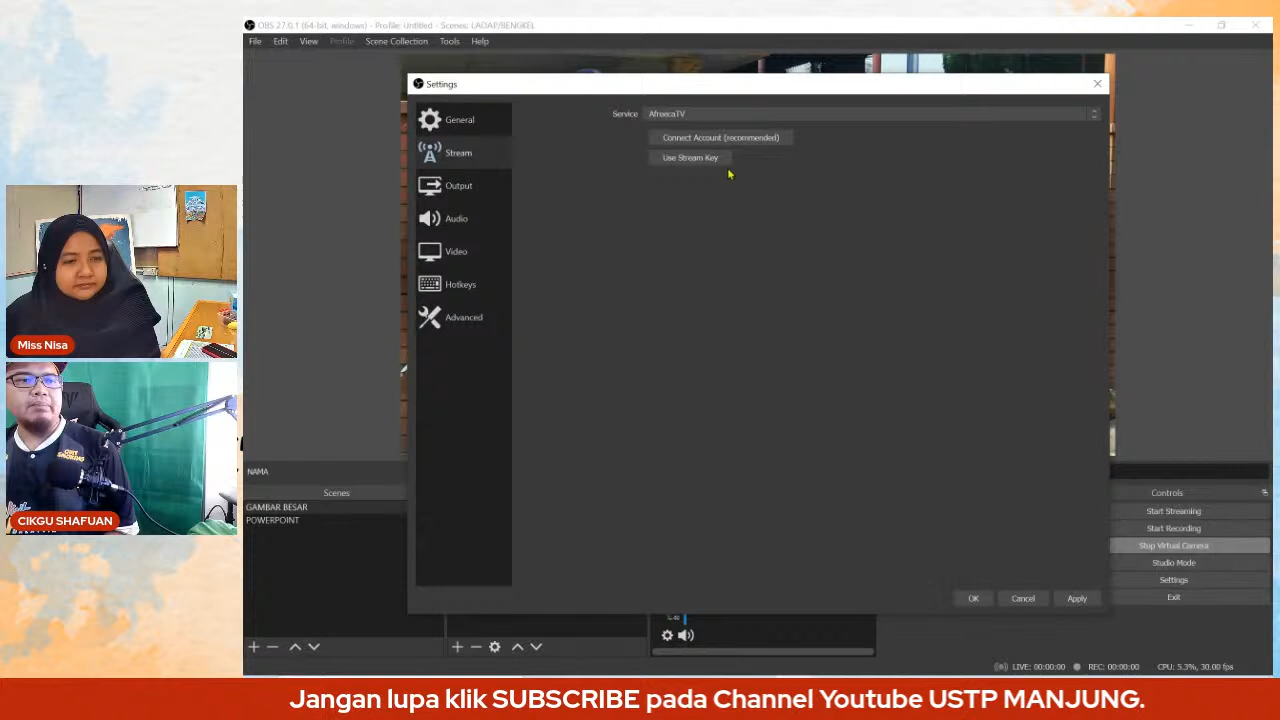 OBS 27.0.1 (64-bit, windows) - Profile: Untitled - Scenes: LADAP/BENGKEL
File Edit View Profile Scene Collection Tools Help
Settings
General
Stream
Output
Audio
Video
Hotkeys
Advanced
Service AfreecaTV
Connect Account (recommended)
Use Stream Key
OK Cancel Apply
Miss Nisa
CIKGU SHAFUAN
NAMA
Scenes
GAMBAR BESAR
POWERPOINT
Controls
Start Streaming
Start Recording
Stop Virtual Camera
Studio Mode
Settings
Exit
LIVE: 00:00:00 REC: 00:00:00 CPU: 5.3%, 30.00 fps
Jangan lupa klik SUBSCRIBE pada Channel Youtube USTP MANJUNG.